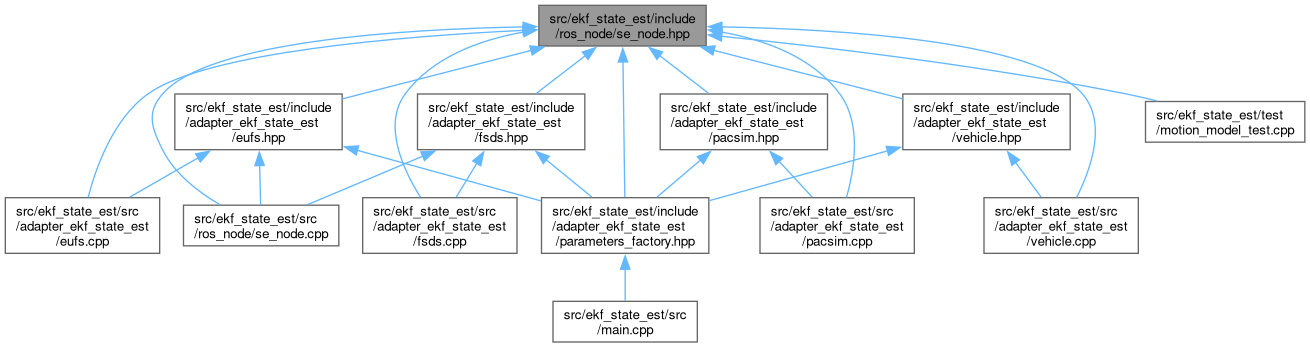 src/ekf_state_est/include
/ros_node/se_node.hpp
src/ekf_state_est/include
/adapter_ekf_state_est
/eufs.hpp
src/ekf_state_est/include
/adapter_ekf_state_est
/fsds.hpp
src/ekf_state_est/include
/adapter_ekf_state_est
/pacsim.hpp
src/ekf_state_est/include
/adapter_ekf_state_est
/vehicle.hpp
src/ekf_state_est/test
/motion_model_test.cpp
src/ekf_state_est/src
/adapter_ekf_state_est
/eufs.cpp
src/ekf_state_est/src
/ros_node/se_node.cpp
src/ekf_state_est/src
/adapter_ekf_state_est
/fsds.cpp
src/ekf_state_est/include
/adapter_ekf_state_est
/parameters_factory.hpp
src/ekf_state_est/src
/adapter_ekf_state_est
/pacsim.cpp
src/ekf_state_est/src
/adapter_ekf_state_est
/vehicle.cpp
src/ekf_state_est/src
/main.cpp